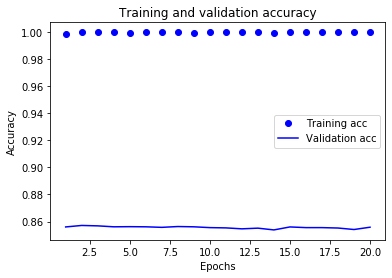 Training and validation accuracy
1.00
0.98
0.96
0.94
0.92
0.90
0.88
0.86
Accuracy
Training acc
Validation acc
2.5 5.0 7.5 10.0 12.5 15.0 17.5 20.0
Epochs